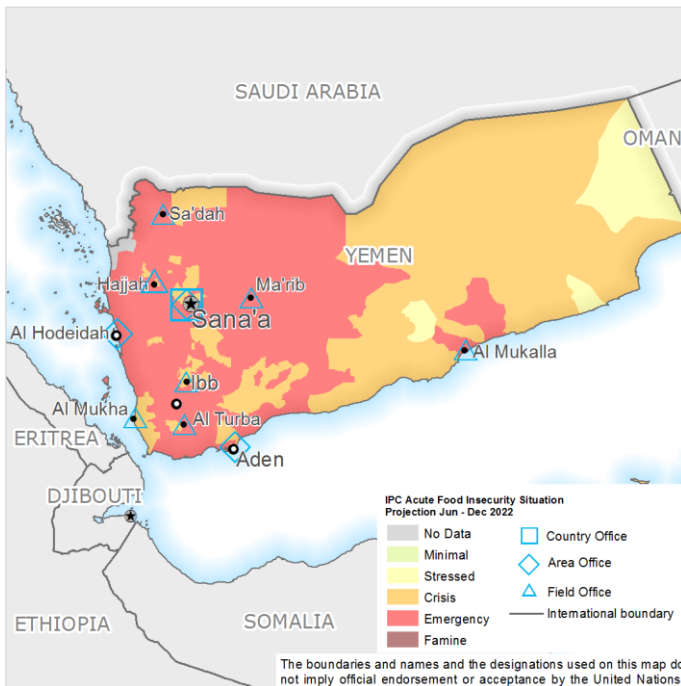 SAUDI ARABIA
OMAN
Sa'dah
YEMEN
Hajjah
Ma'rib
Sana'a
Al Hodeidah
Al Mukalla
Ibb
Al Mukha
Al Turba
ERITREA
Aden
DJIBOUTI
ETHIOPIA
SOMALIA
IPC Acute Food Insecurity Situation
Projection Jun - Dec 2022
No Data
Minimal
Stressed
Crisis
Emergency
Famine
Country Office
Area Office
Field Office
International boundary
The boundaries and names and the designations used on this map do
not imply official endorsement or acceptance by the United Nations